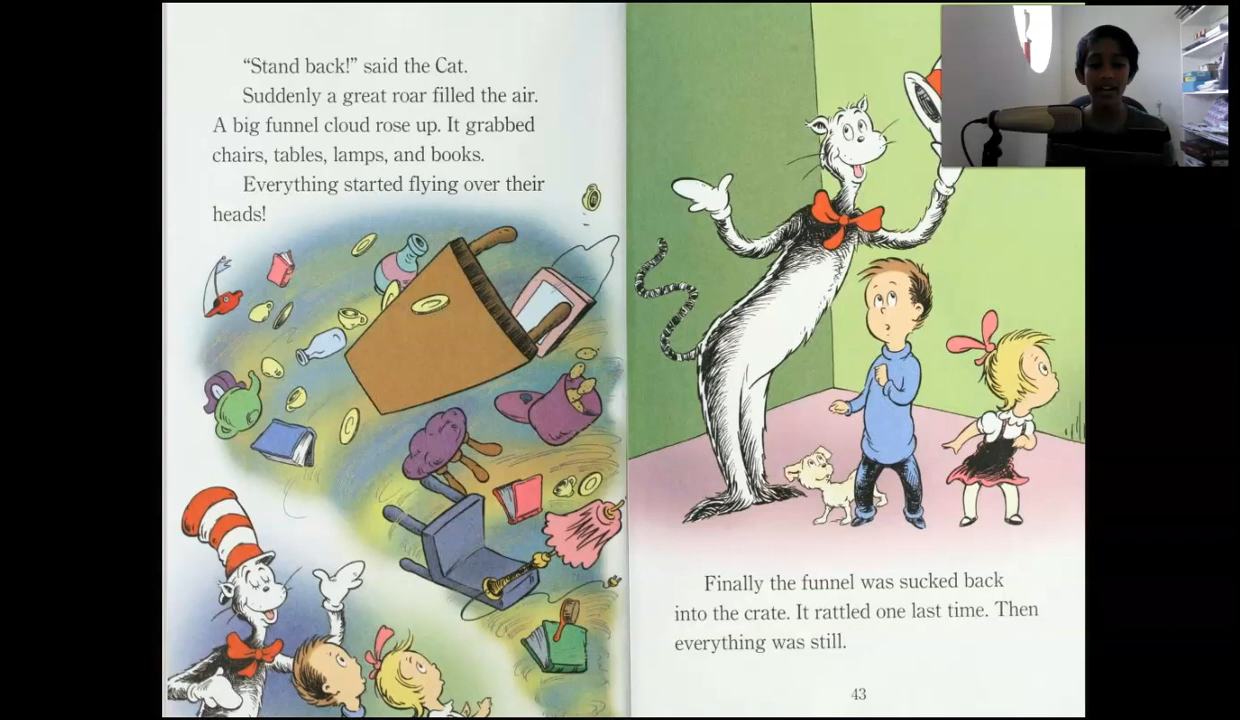 “Stand back!” said the Cat.
Suddenly a great roar filled the air.
A big funnel cloud rose up. It grabbed
chairs, tables, lamps, and books.
Everything started flying over their
heads!
Finally the funnel was sucked back
into the crate. It rattled one last time. Then
everything was still.
43